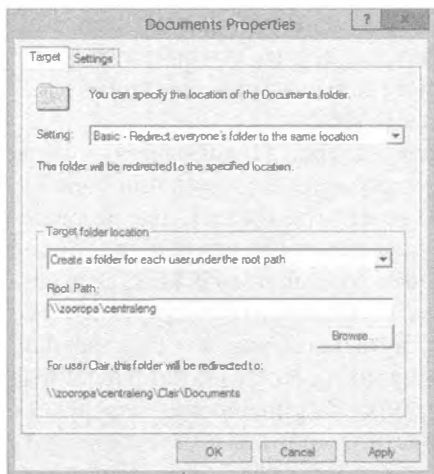 Documents Properties
?
Target Settings
You can specify the location of the Documents folder.
Setting: Basic - Redirect everyone's folder to the same location
This folder will be redirected to the specified location.
Target folder location
Create a folder for each user under the root path
Root Path:
\\zooropa\centraleng
Browse...
For user Clair, this folder will be redirected to:
\\zooropa\centraleng\Clair\Documents
OK Cancel Apply